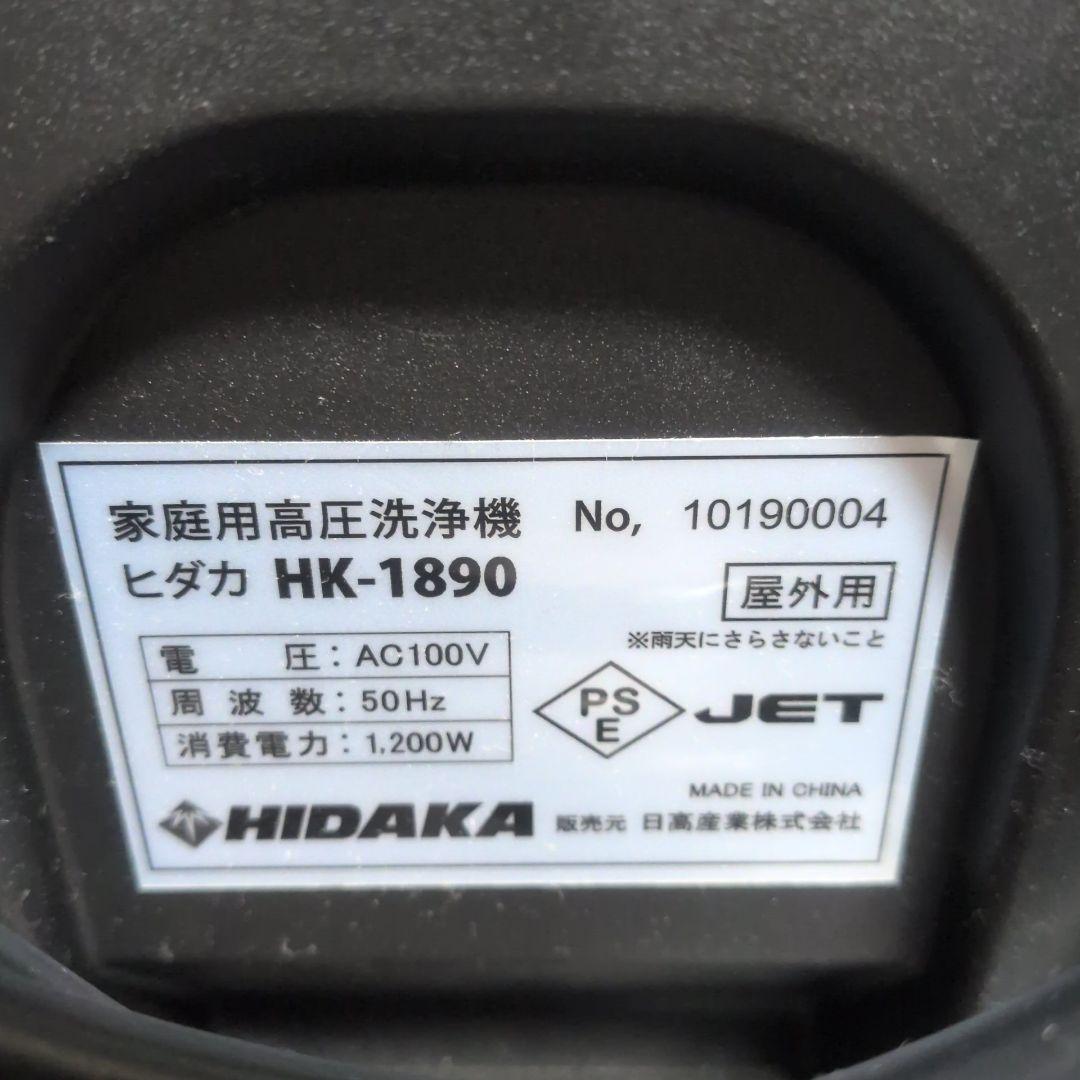 家庭用高圧洗浄機 No, 10190004
ヒダカ HK-1890
屋外用
※雨天にさらさないこと
電 圧：AC100V
周波数：50Hz
消費電力：1,200W
PS
E
JET
MADE IN CHINA
HIDAKA 販売元 日高産業株式会社